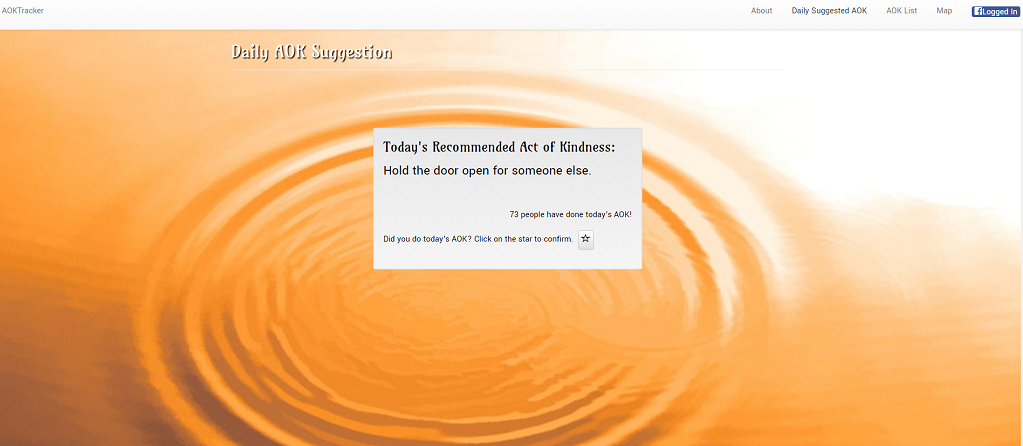 AOKTracker
About
Daily Suggested AOK
AOK List
Map
Logged In
Daily AOK Suggestion
Today's Recommended Act of Kindness:
Hold the door open for someone else.
73 people have done today's AOK!
Did you do today's AOK? Click on the star to confirm.